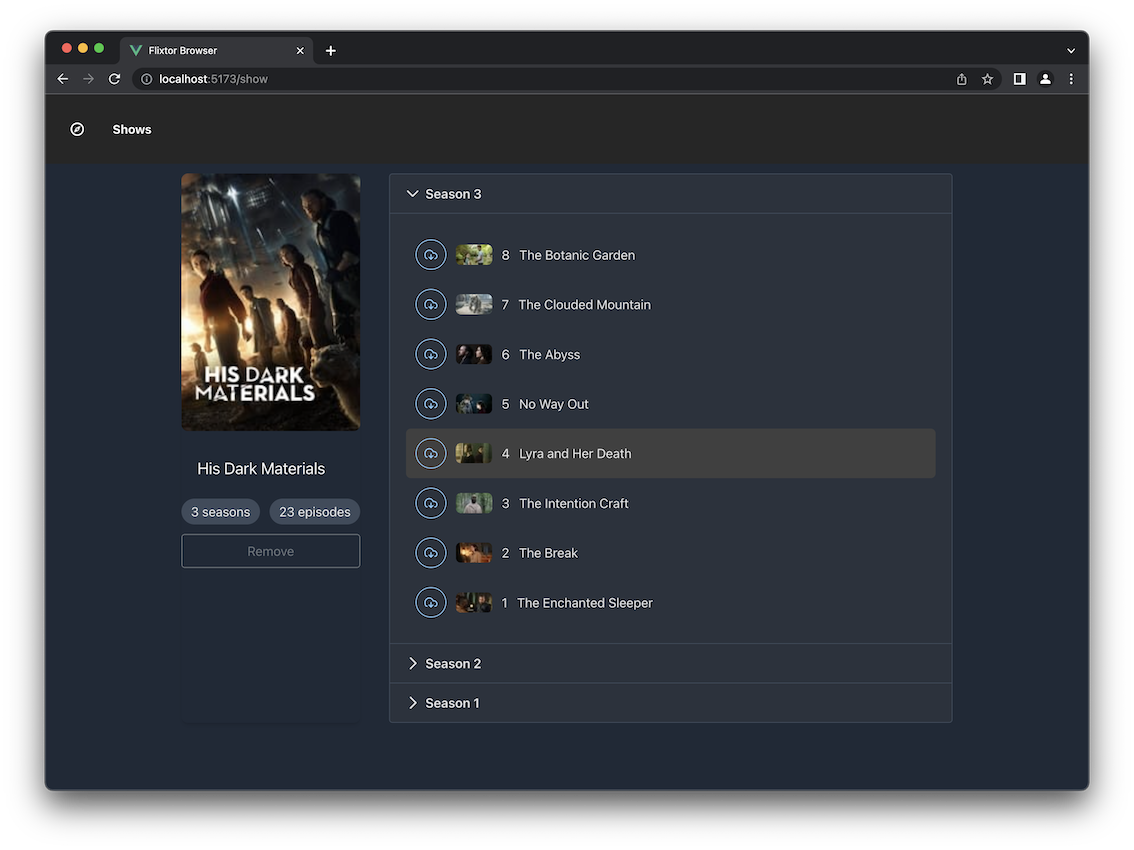 Flixtor Browser
localhost:5173/show
Shows
HIS DARK
MATERIALS
His Dark Materials
3 seasons 23 episodes
Remove
Season 3
8 The Botanic Garden
7 The Clouded Mountain
6 The Abyss
5 No Way Out
4 Lyra and Her Death
3 The Intention Craft
2 The Break
1 The Enchanted Sleeper
Season 2
Season 1